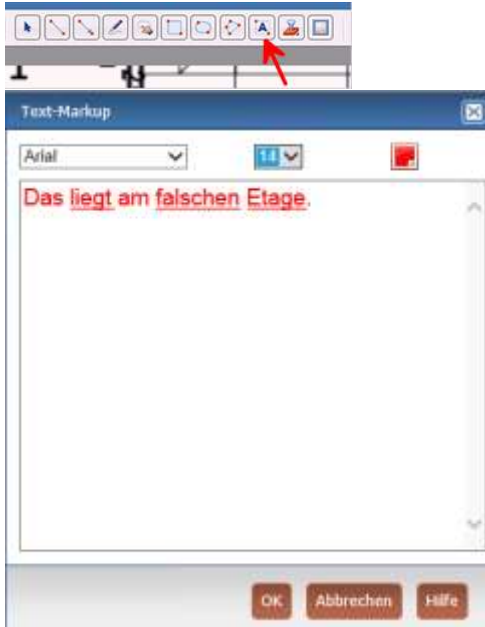 A
Text-Markup
Arial
14
Das liegt am falschen Etage.
OK Abbrechen Hilfe